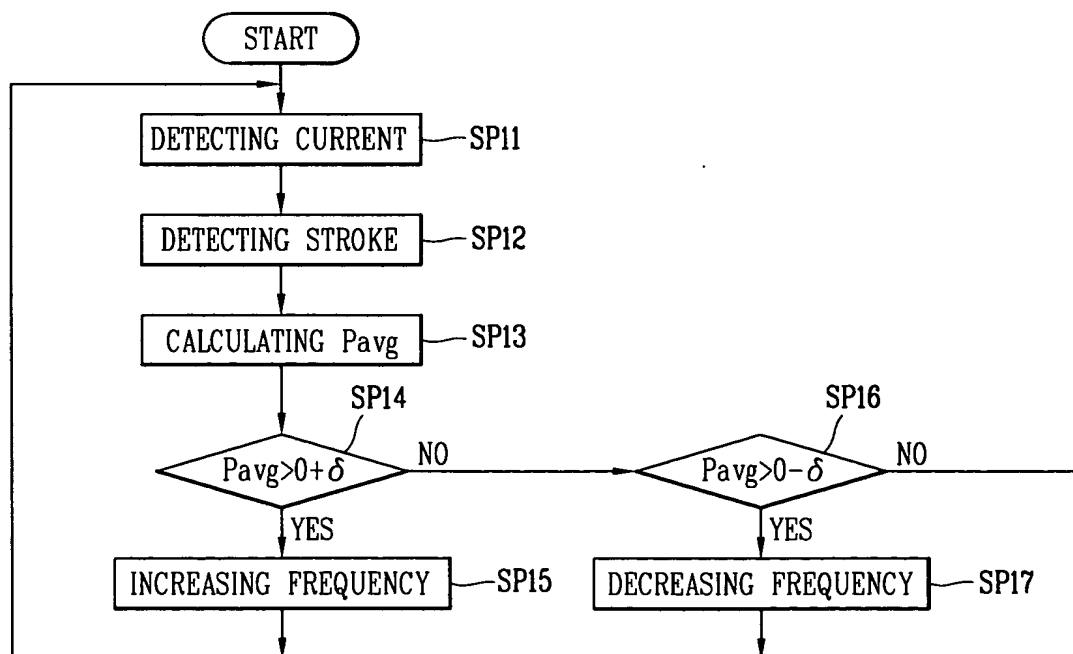 START
DETECTING CURRENT
SP11
DETECTING STROKE
SP12
CALCULATING Pavg
SP13
SP14
Pavg>0+δ
NO
YES
SP16
Pavg>0-δ
NO
YES
INCREASING FREQUENCY
SP15
DECREASING FREQUENCY
SP17